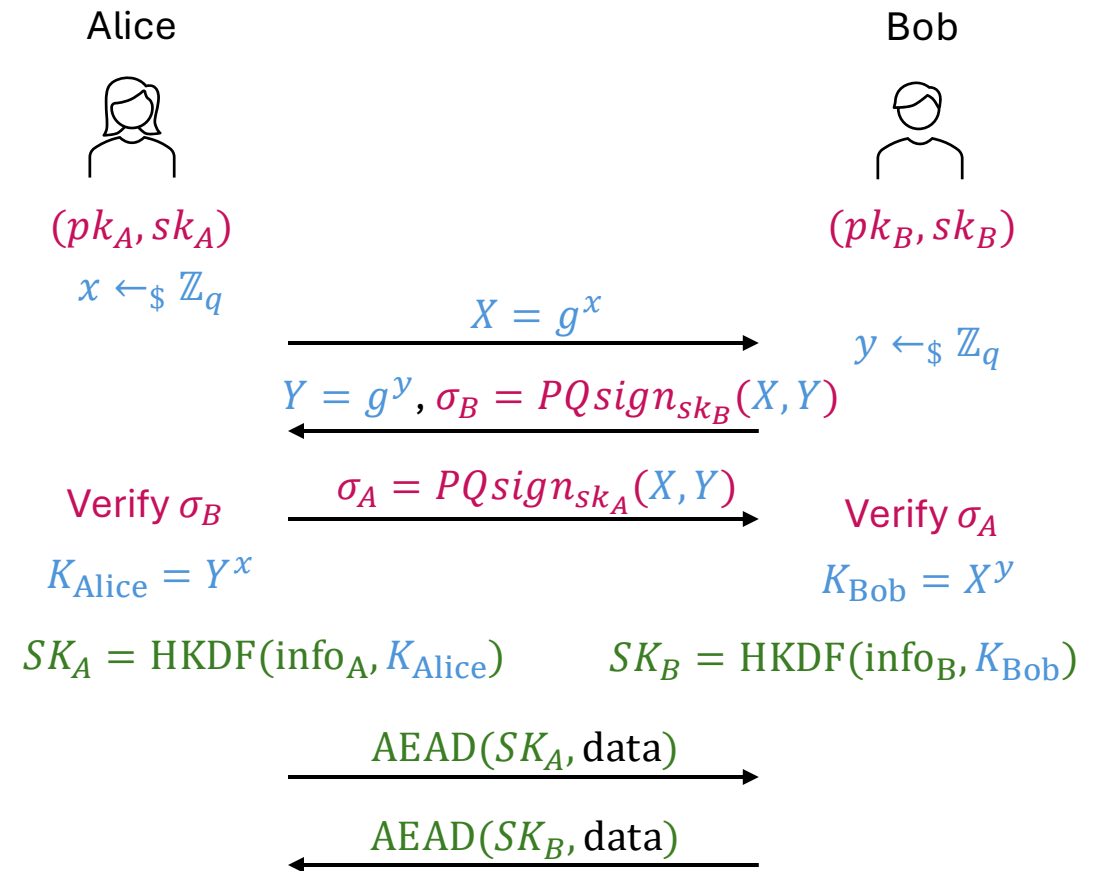 Alice
Bob
(pk_A, sk_A)
(pk_B, sk_B)
x ←_$ ℤ_q
X = g^x
y ←_$ ℤ_q
Y = g^y, σ_B = PQsign_{sk_B}(X, Y)
σ_A = PQsign_{sk_A}(X, Y)
Verify σ_B
Verify σ_A
K_Alice = Y^x
K_Bob = X^y
SK_A = HKDF(info_A, K_Alice)
SK_B = HKDF(info_B, K_Bob)
AEAD(SK_A, data)
AEAD(SK_B, data)